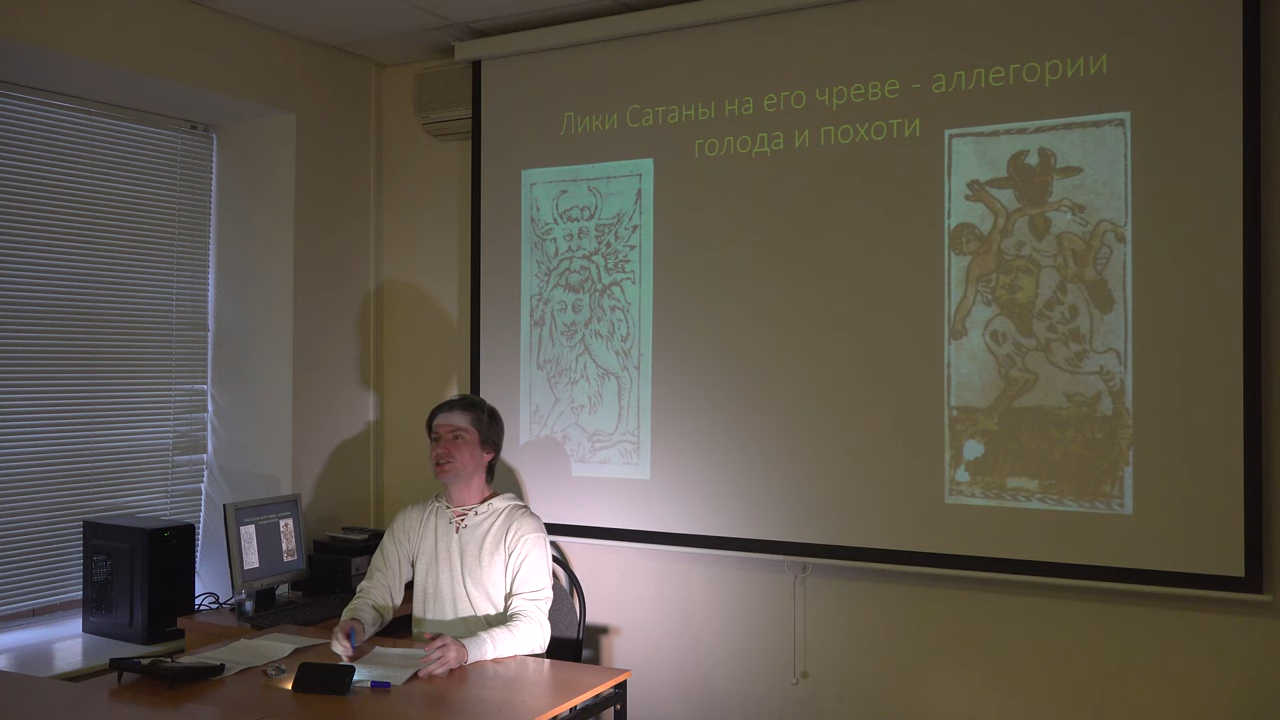 Лики Сатаны на его чреве - аллегории
голода и похоти